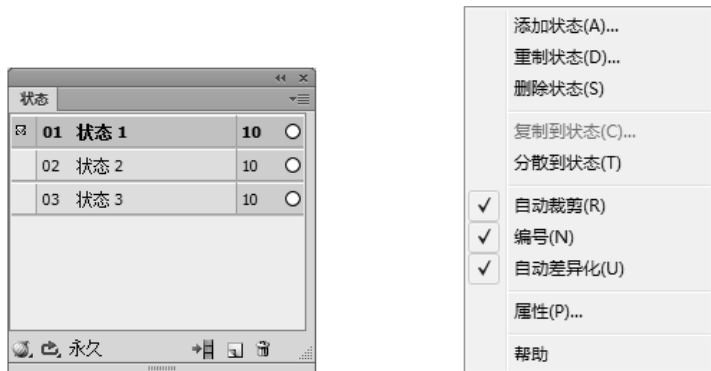 状态
01 状态 1 10
02 状态 2 10
03 状态 3 10
永久
添加状态(A)...
重制状态(D)...
删除状态(S)
复制到状态(C)...
分散到状态(T)
自动裁剪(R)
编号(N)
自动差异化(U)
属性(P)...
帮助